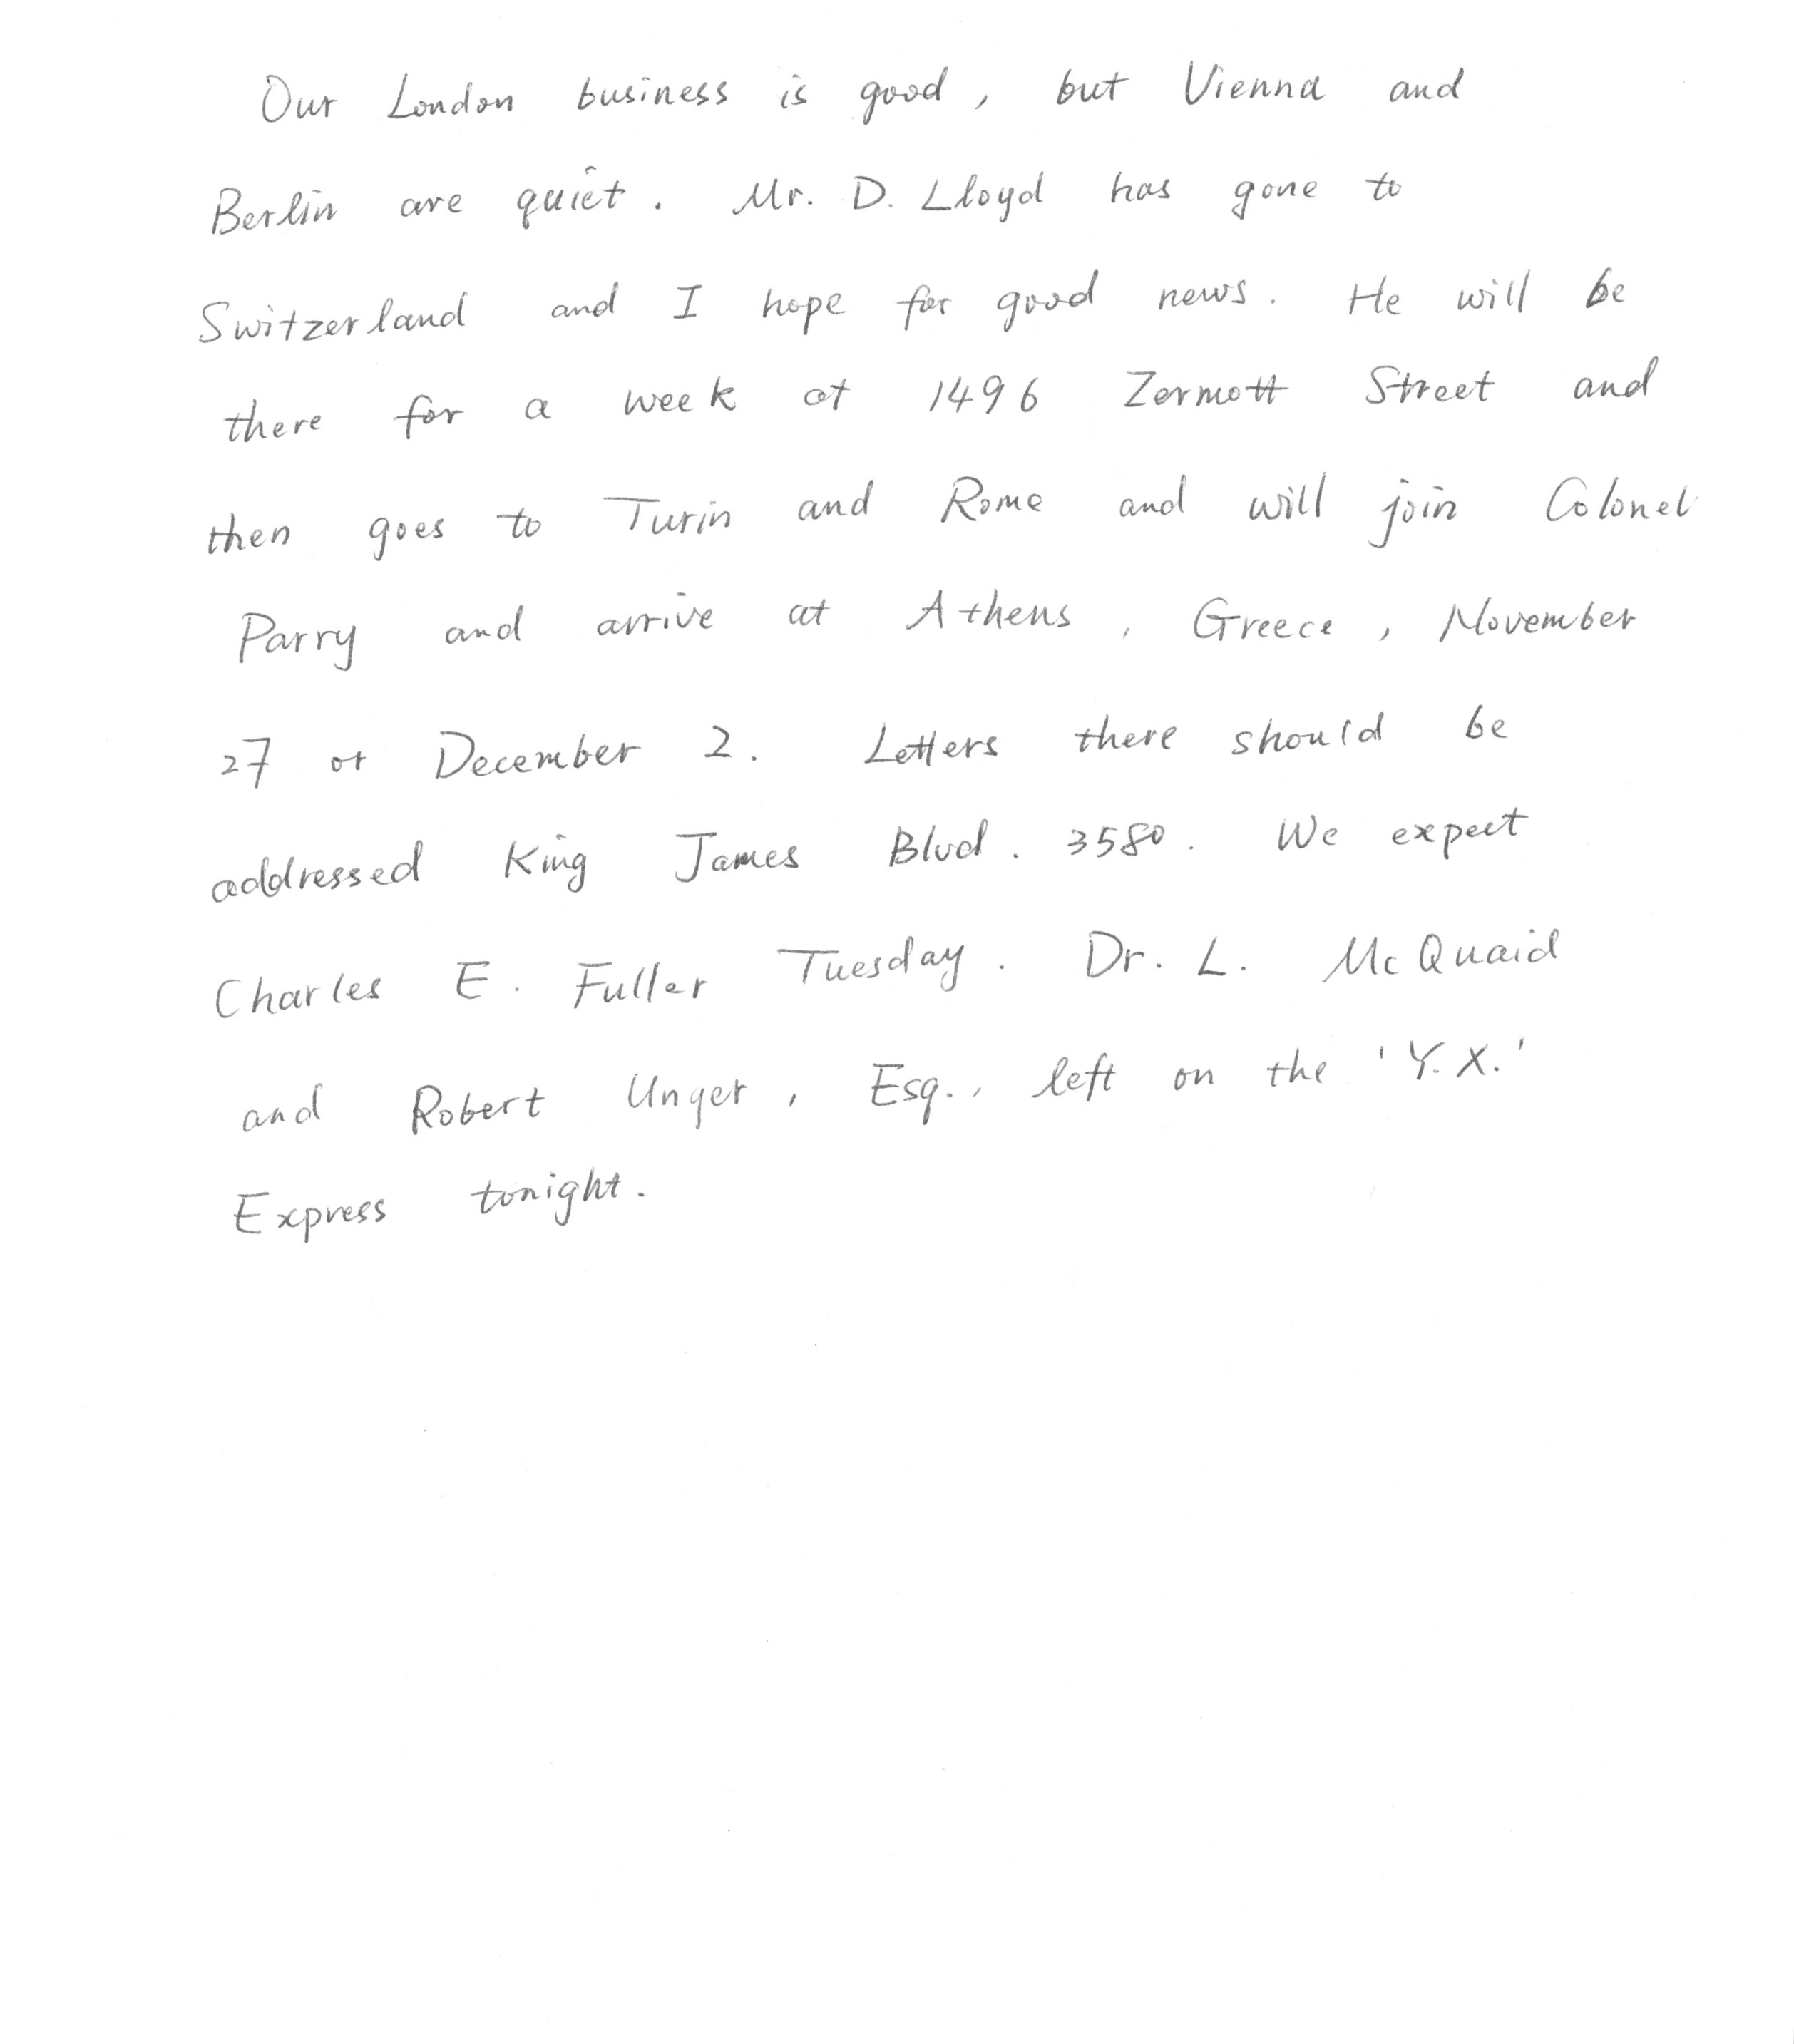 Our London business is good, but Vienna and
Berlin are quiet. Mr. D. Lloyd has gone to
Switzerland and I hope for good news. He will be
there for a week at 1496 Zermott Street and
then goes to Turin and Rome and will join Colonel
Parry and arrive at Athens, Greece, November
27 or December 2. Letters there should be
addressed King James Blvd. 3580. We expect
Charles E. Fuller Tuesday. Dr. L. McQuaid
and Robert Unger, Esq., left on the 'Y.X.'
Express tonight.